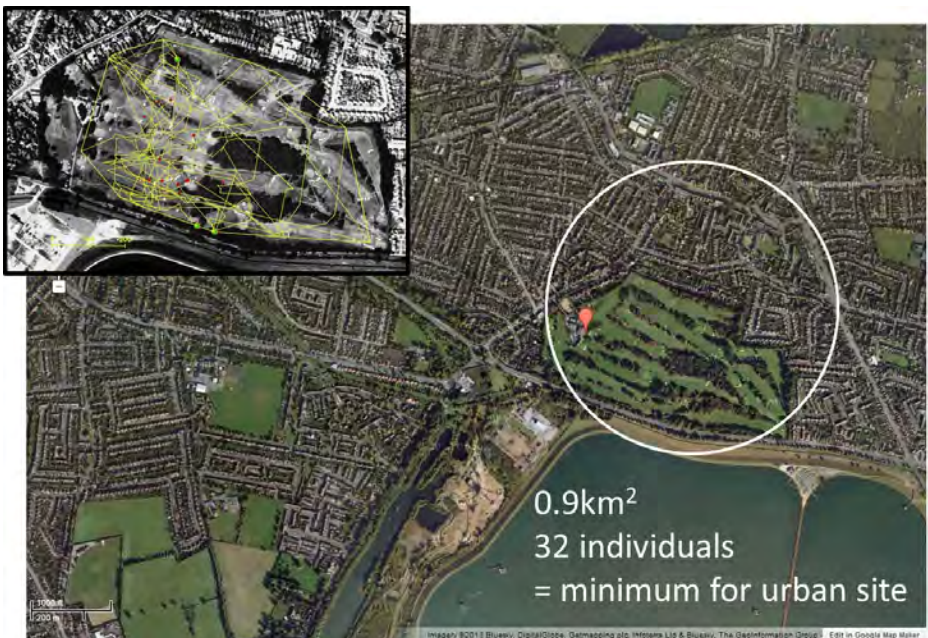 0.9km²
32 individuals
= minimum for urban site
1000 ft
200 m
Imagery ©2013 Bluesky, DigitalGlobe, Getmapping plc, Infoterra Ltd & Bluesky, The GeoInformation Group
Edit in Google Map Maker